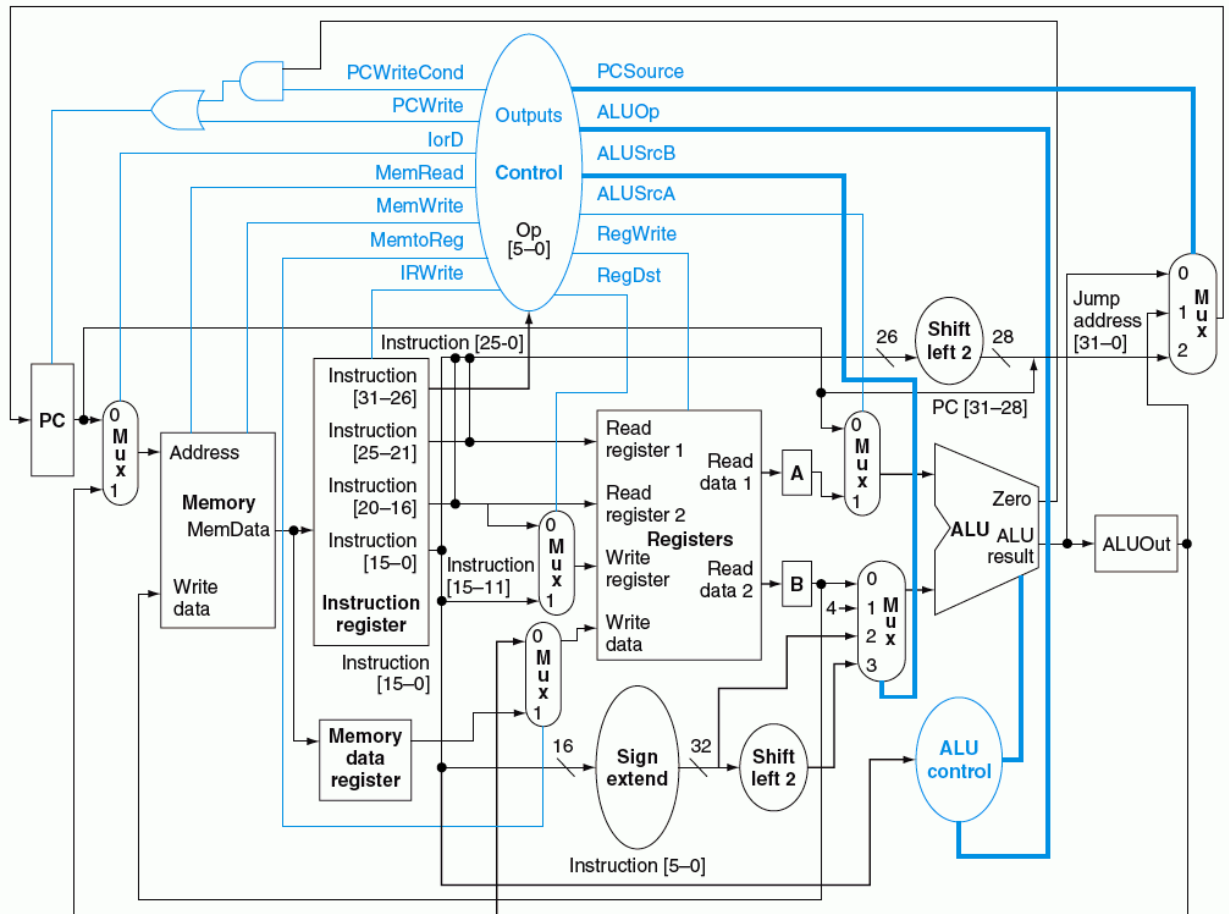 PCWriteCond
PCWrite
IorD
MemRead
MemWrite
MemtoReg
IRWrite
Outputs
Control
Op
[5–0]
PCSource
ALUOp
ALUSrcB
ALUSrcA
RegWrite
RegDst
Instruction [25-0]
26
Shift
left 2
28
Jump
address
[31–0]
0
1
2
M
u
x
PC [31–28]
PC
0
M
u
x
1
Address
Memory
MemData
Write
data
Instruction
[31–26]
Instruction
[25–21]
Instruction
[20–16]
Instruction
[15–0]
Instruction
register
Instruction
[15–11]
Instruction
[15–0]
Memory
data
register
0
M
u
x
1
0
M
u
x
1
Read
register 1
Read
register 2
Registers
Write
register
Write
data
Read
data 1
Read
data 2
A
B
0
M
u
x
1
4
0
1
2
3
M
u
x
Zero
ALU
ALU
result
ALUOut
16
Sign
extend
32
Shift
left 2
ALU
control
Instruction [5–0]